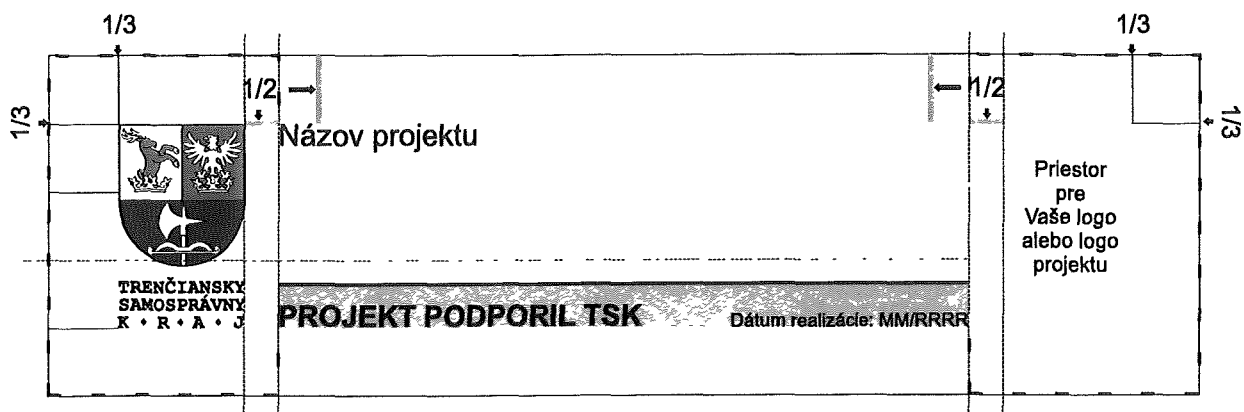 1/3
1/3
1/2
1/2
1/3
1/3
Názov projektu
Priestor
pre
Vaše logo
alebo logo
projektu
TRENČIANSKY
SAMOSPRÁVNY
K • R • A • J
PROJEKT PODPORIL TSK
Dátum realizácie: MM/RRRR